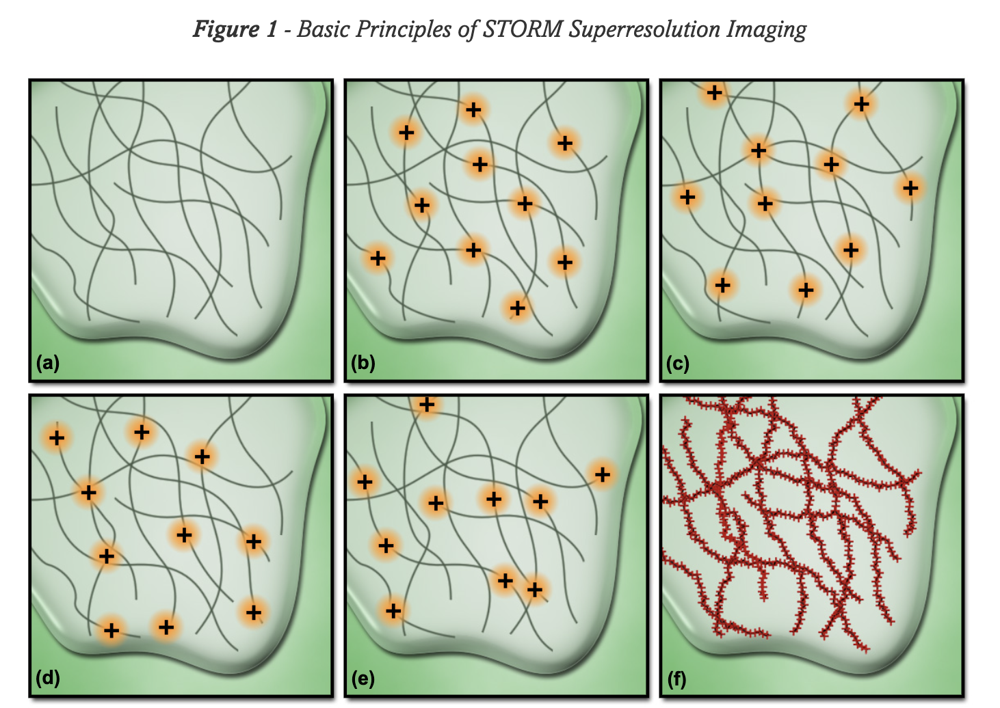 Figure 1 - Basic Principles of STORM Superresolution Imaging
(a)
(b)
(c)
(d)
(e)
(f)